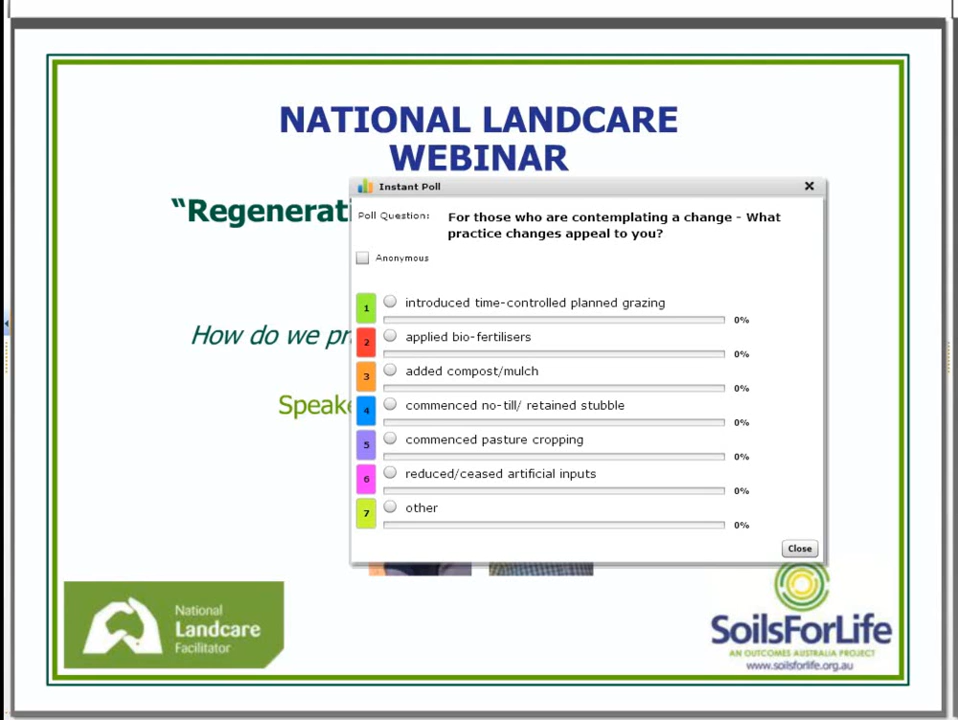 NATIONAL LANDCARE
WEBINAR
“Regenerati
How do we pr
Speake
Instant Poll
Poll Question: For those who are contemplating a change - What
practice changes appeal to you?
Anonymous
1 introduced time-controlled planned grazing
0%
2 applied bio-fertilisers
0%
3 added compost/mulch
0%
4 commenced no-till/ retained stubble
0%
5 commenced pasture cropping
0%
6 reduced/ceased artificial inputs
0%
7 other
0%
Close
National
Landcare
Facilitator
SoilsForLife
AN OUTCOMES AUSTRALIA PROJECT
www.soilsforlife.org.au